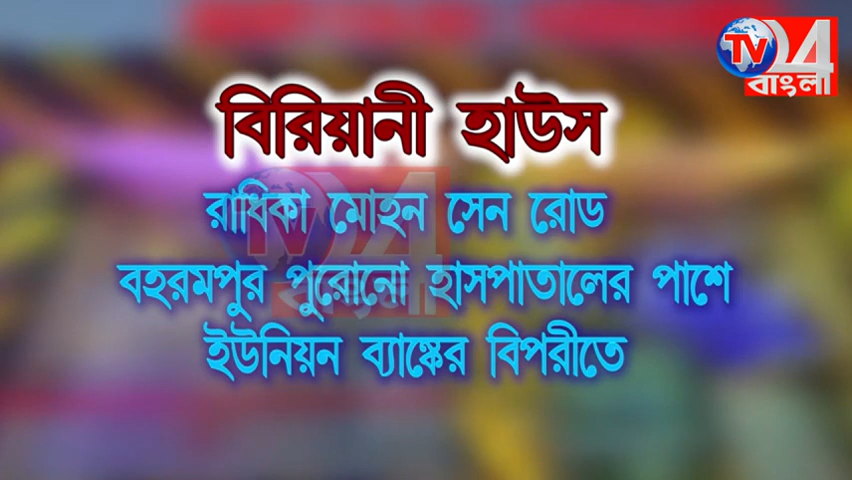 TV 24 বাংলা
বিরিয়ানী হাউস
রাধিকা মোহন সেন রোড
বহরমপুর পুরোনো হাসপাতালের পাশে
ইউনিয়ন ব্যাঙ্কের বিপরীতে